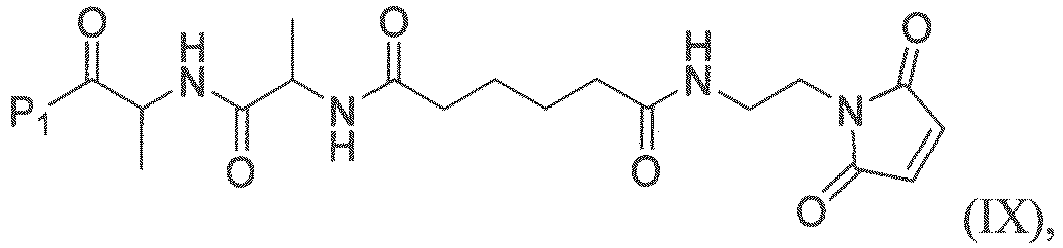 O O O
H H
N N
P₁ N N
H
O O
O
(IX),